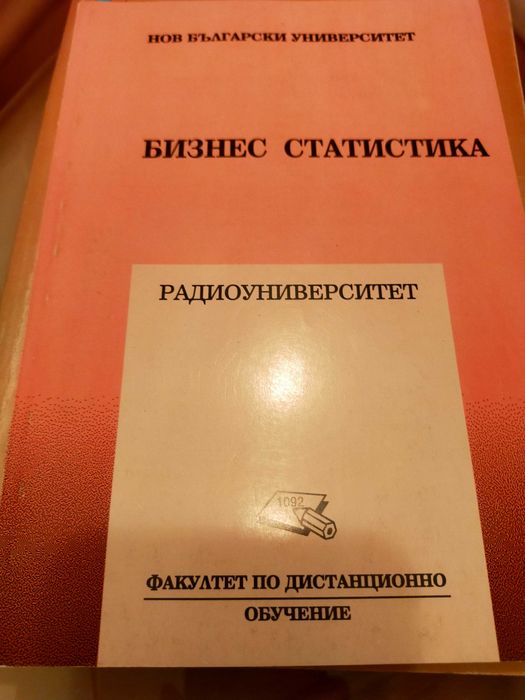 НОВ БЪЛГАРСКИ УНИВЕРСИТЕТ
БИЗНЕС СТАТИСТИКА
РАДИОУНИВЕРСИТЕТ
1092
ФАКУЛТЕТ ПО ДИСТАНЦИОННО
ОБУЧЕНИЕ